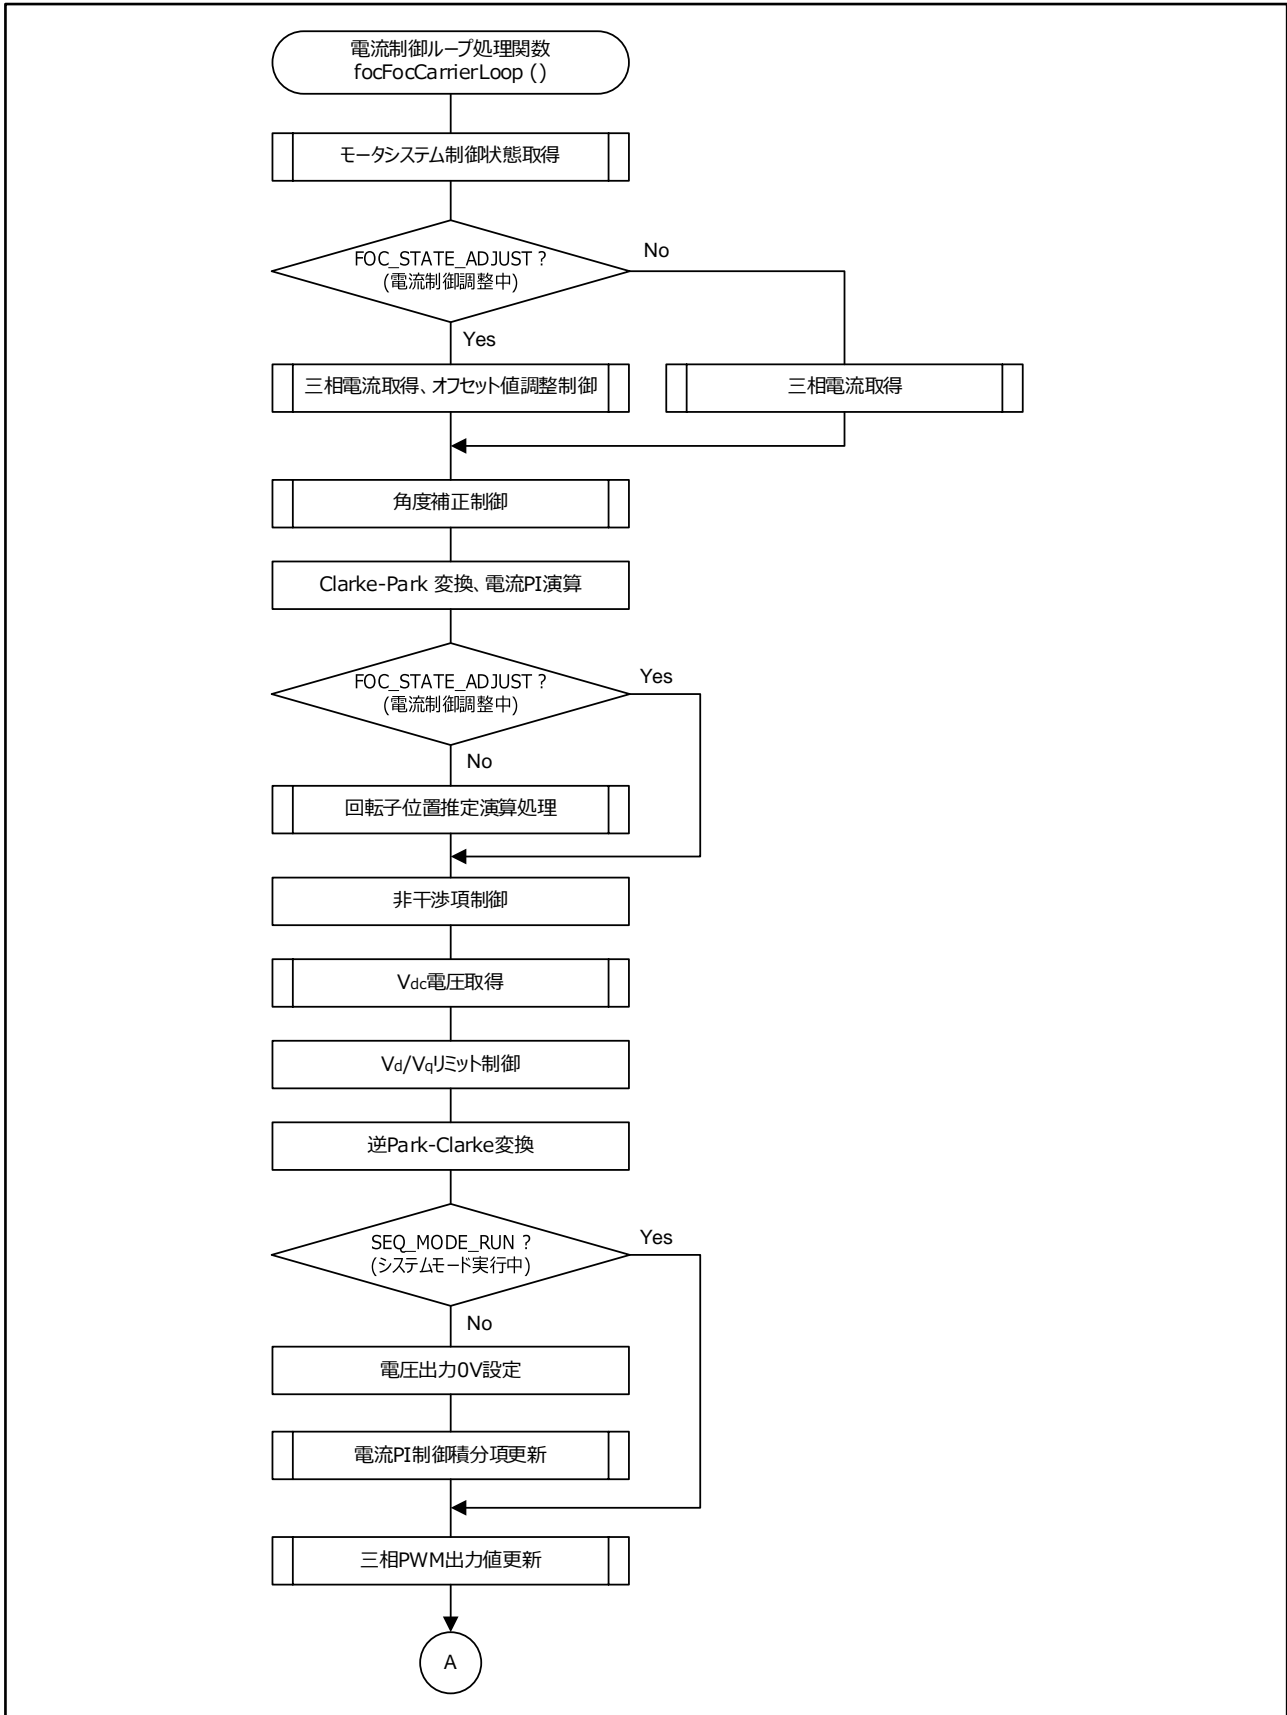 電流制御ループ処理関数
focFocCarrierLoop ()
モータシステム制御状態取得
FOC_STATE_ADJUST ?
(電流制御調整中)
No
Yes
三相電流取得、オフセット値調整制御
三相電流取得
角度補正制御
Clarke-Park 変換、電流PI演算
FOC_STATE_ADJUST ?
(電流制御調整中)
Yes
No
回転子位置推定演算処理
非干渉項制御
Vdc電圧取得
Vd/Vqリミット制御
逆Park-Clarke変換
SEQ_MODE_RUN ?
(システムモード実行中)
Yes
No
電圧出力0V設定
電流PI制御積分項更新
三相PWM出力値更新
A